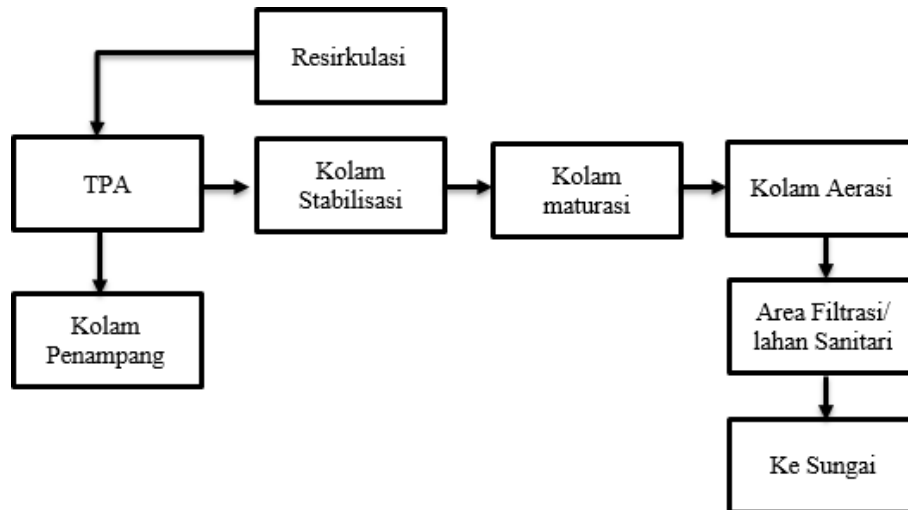 Resirkulasi
TPA
Kolam
Stabilisasi
Kolam
maturasi
Kolam Aerasi
Kolam
Penampang
Area Filtrasi/
lahan Sanitari
Ke Sungai